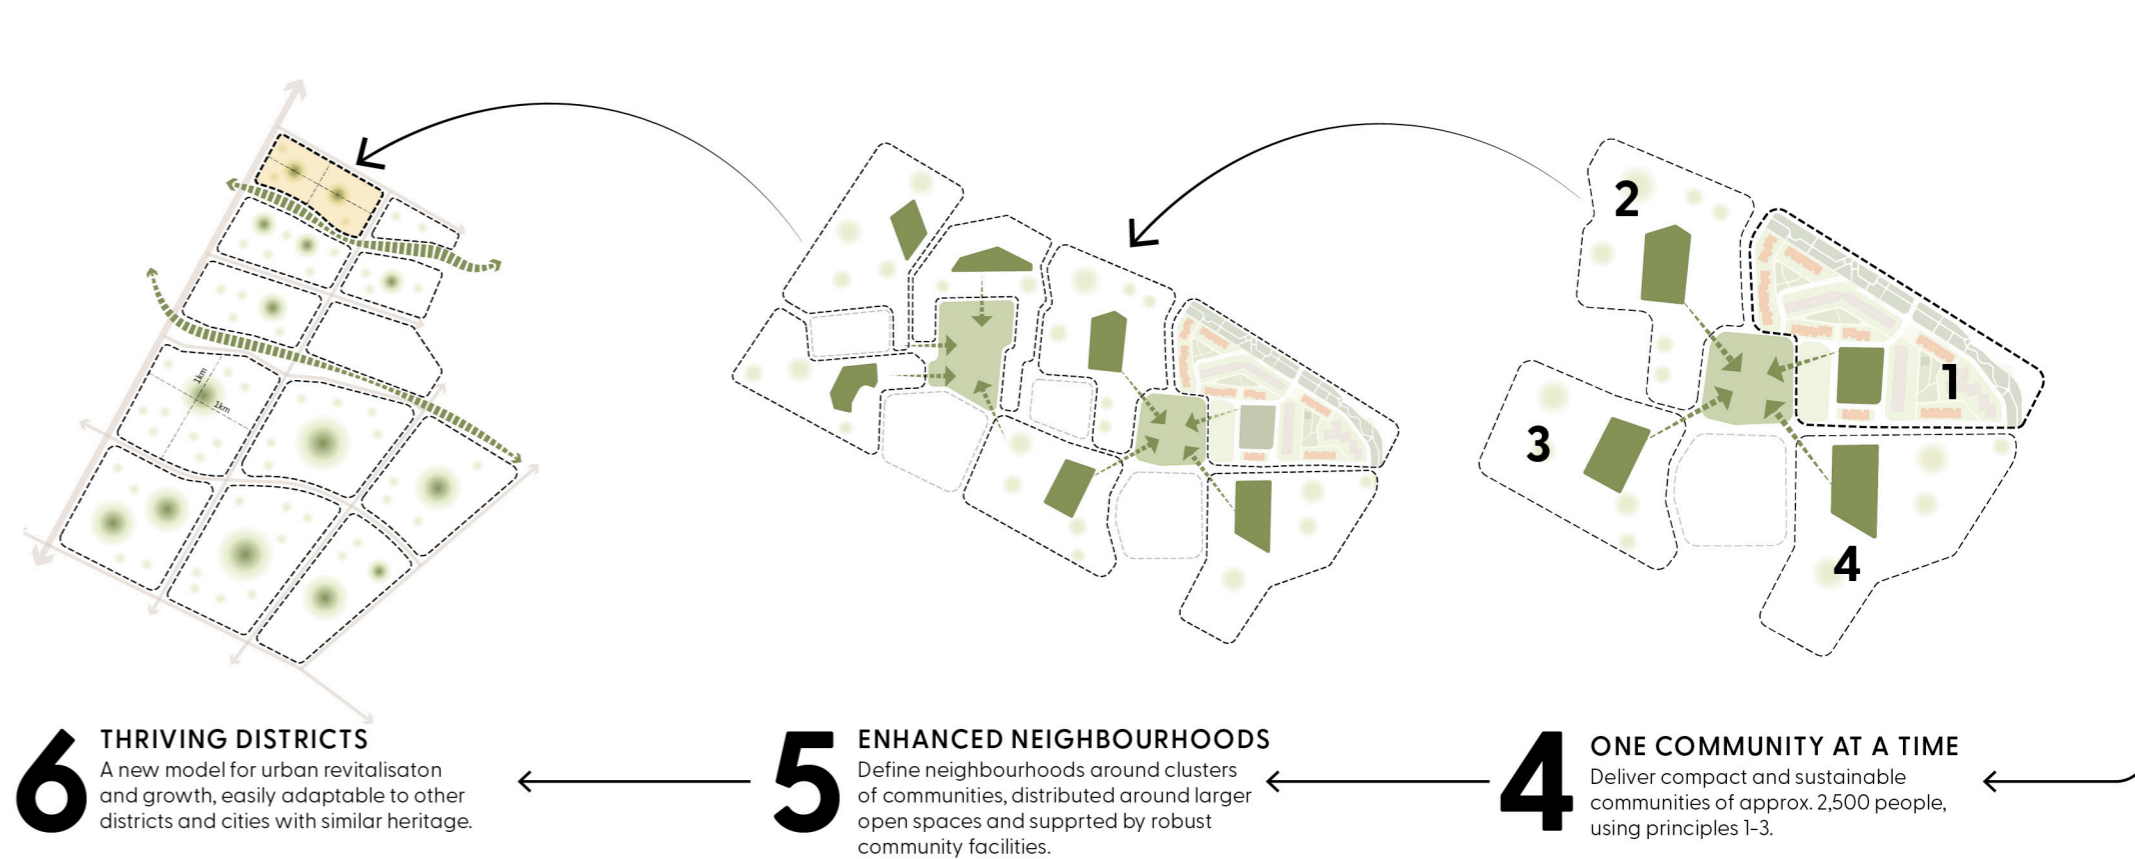 1km
1km
2
1
3
4
6
THRIVING DISTRICTS
A new model for urban revitalisaton
and growth, easily adaptable to other
districts and cities with similar heritage.
5
ENHANCED NEIGHBOURHOODS
Define neighbourhoods around clusters
of communities, distributed around larger
open spaces and supprted by robust
community facilities.
4
ONE COMMUNITY AT A TIME
Deliver compact and sustainable
communities of approx. 2,500 people,
using principles 1-3.